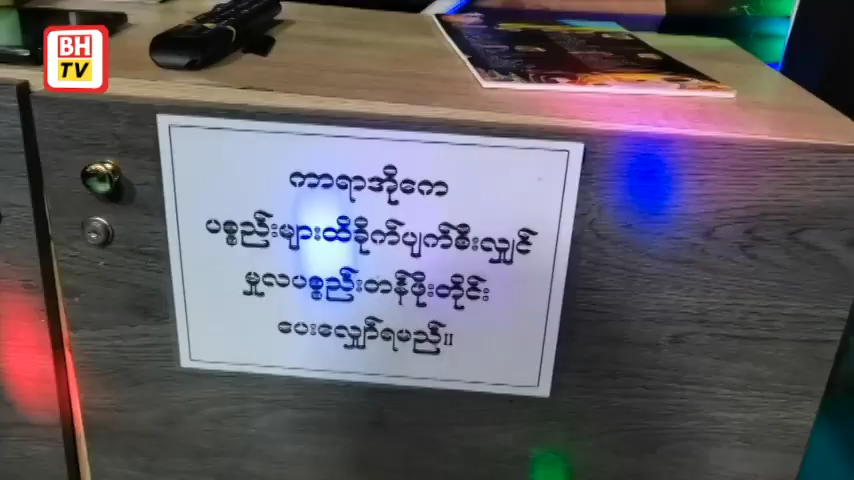 BH
TV
ကာရာအိုကေ
ပစ္စည်းများထိခိုက်ပျက်စီးလျှင်
မှုလပစ္စည်းတန်ဖိုးတိုင်း
ပေးလျှော်ရမည်။